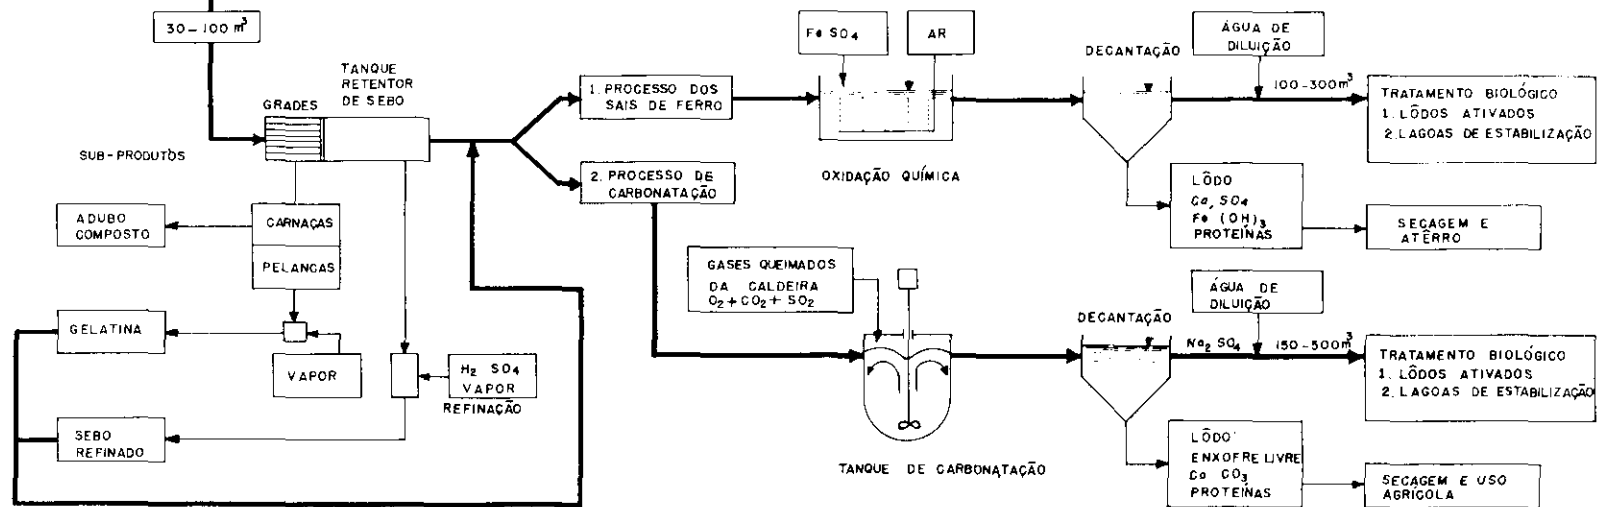 30-100 m³
GRADES
TANQUE
RETENTOR
DE SEBO
SUB-PRODUTOS
ADUBO
COMPOSTO
CARNAÇAS
PELANCAS
GELATINA
VAPOR
H₂ SO₄
VAPOR
REFINAÇÃO
SEBO
REFINADO
1. PROCESSO DOS
SAIS DE FERRO
2. PROCESSO DE
CARBONATAÇÃO
Fe SO₄
AR
OXIDAÇÃO QUÍMICA
DECANTAÇÃO
ÁGUA DE
DILUIÇÃO
100-300m³
TRATAMENTO BIOLÓGICO
1. LÔDOS ATIVADOS
2. LAGOAS DE ESTABILIZAÇÃO
LÔDO
Ca, SO₄
Fe (OH)₃
PROTEÍNAS
SECAGEM E
ATÊRRO
GASES QUEIMADOS
DA CALDEIRA
O₂ + CO₂ + SO₂
TANQUE DE CARBONATAÇÃO
DECANTAÇÃO
Na₂ SO₄
ÁGUA DE
DILUIÇÃO
150-500m³
TRATAMENTO BIOLÓGICO
1. LÔDOS ATIVADOS
2. LAGOAS DE ESTABILIZAÇÃO
LÔDO
ENXOFRE LIVRE
Ca CO₃
PROTEÍNAS
SECAGEM E USO
AGRÍCOLA